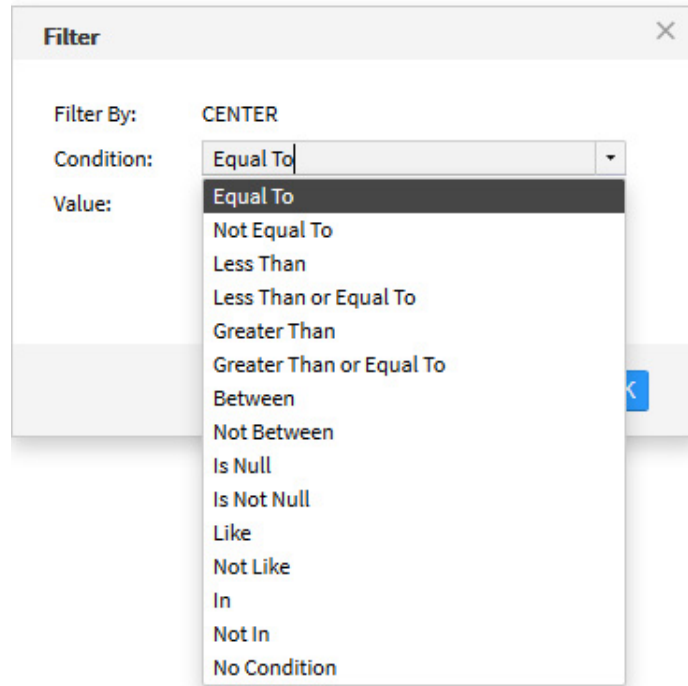 Filter
Filter By: CENTER
Condition: Equal To
Value:
Equal To
Not Equal To
Less Than
Less Than or Equal To
Greater Than
Greater Than or Equal To
Between
Not Between
Is Null
Is Not Null
Like
Not Like
In
Not In
No Condition